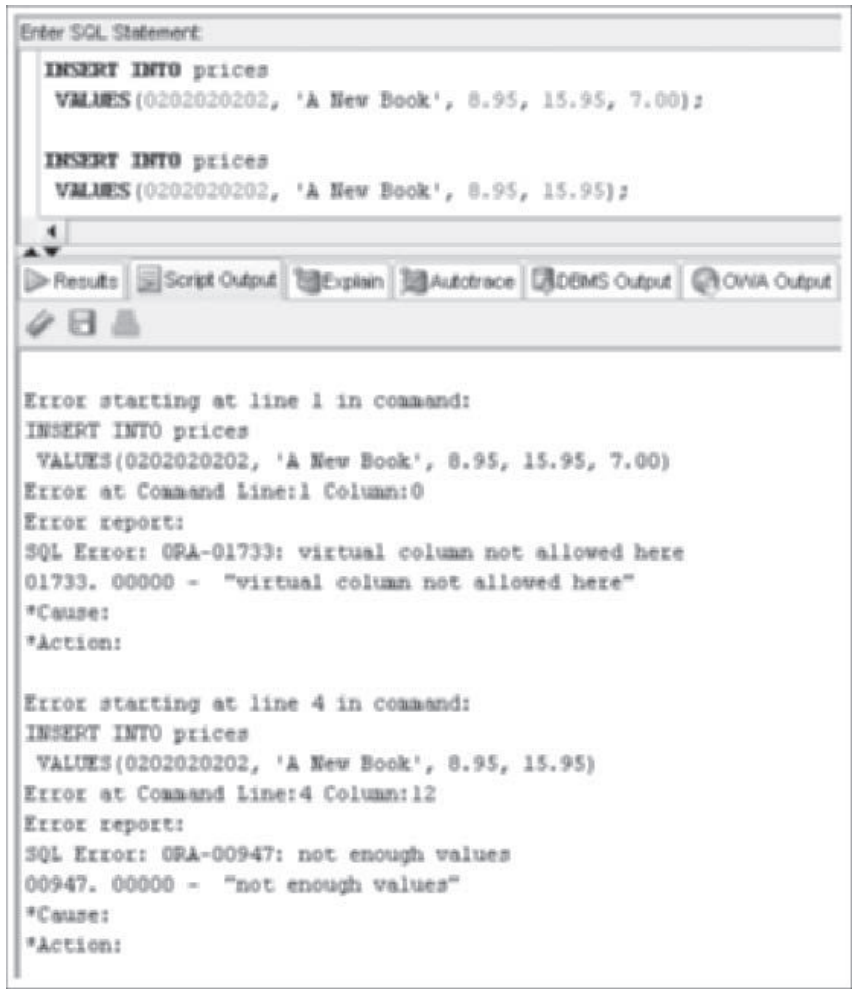 Enter SQL Statement:
INSERT INTO prices
VALUES(0202020202, 'A New Book', 8.95, 15.95, 7.00);
INSERT INTO prices
VALUES(0202020202, 'A New Book', 8.95, 15.95);
Results Script Output Explain Autotrace DBMS Output OWA Output
Error starting at line 1 in command:
INSERT INTO prices
VALUES(0202020202, 'A New Book', 8.95, 15.95, 7.00)
Error at Command Line:1 Column:0
Error report:
SQL Error: ORA-01733: virtual column not allowed here
01733. 00000 - "virtual column not allowed here"
*Cause:
*Action:
Error starting at line 4 in command:
INSERT INTO prices
VALUES(0202020202, 'A New Book', 8.95, 15.95)
Error at Command Line:4 Column:12
Error report:
SQL Error: ORA-00947: not enough values
00947. 00000 - "not enough values"
*Cause:
*Action: